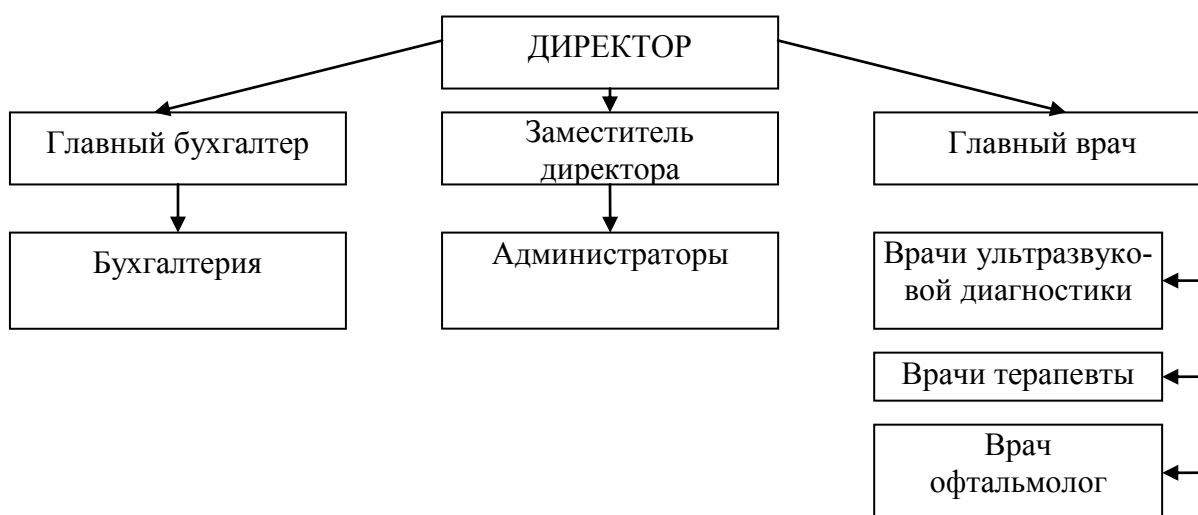 ДИРЕКТОР
Главный бухгалтер
Заместитель
директора
Главный врач
Бухгалтерия
Администраторы
Врачи ультразвуко-
вой диагностики
Врачи терапевты
Врач
офтальмолог